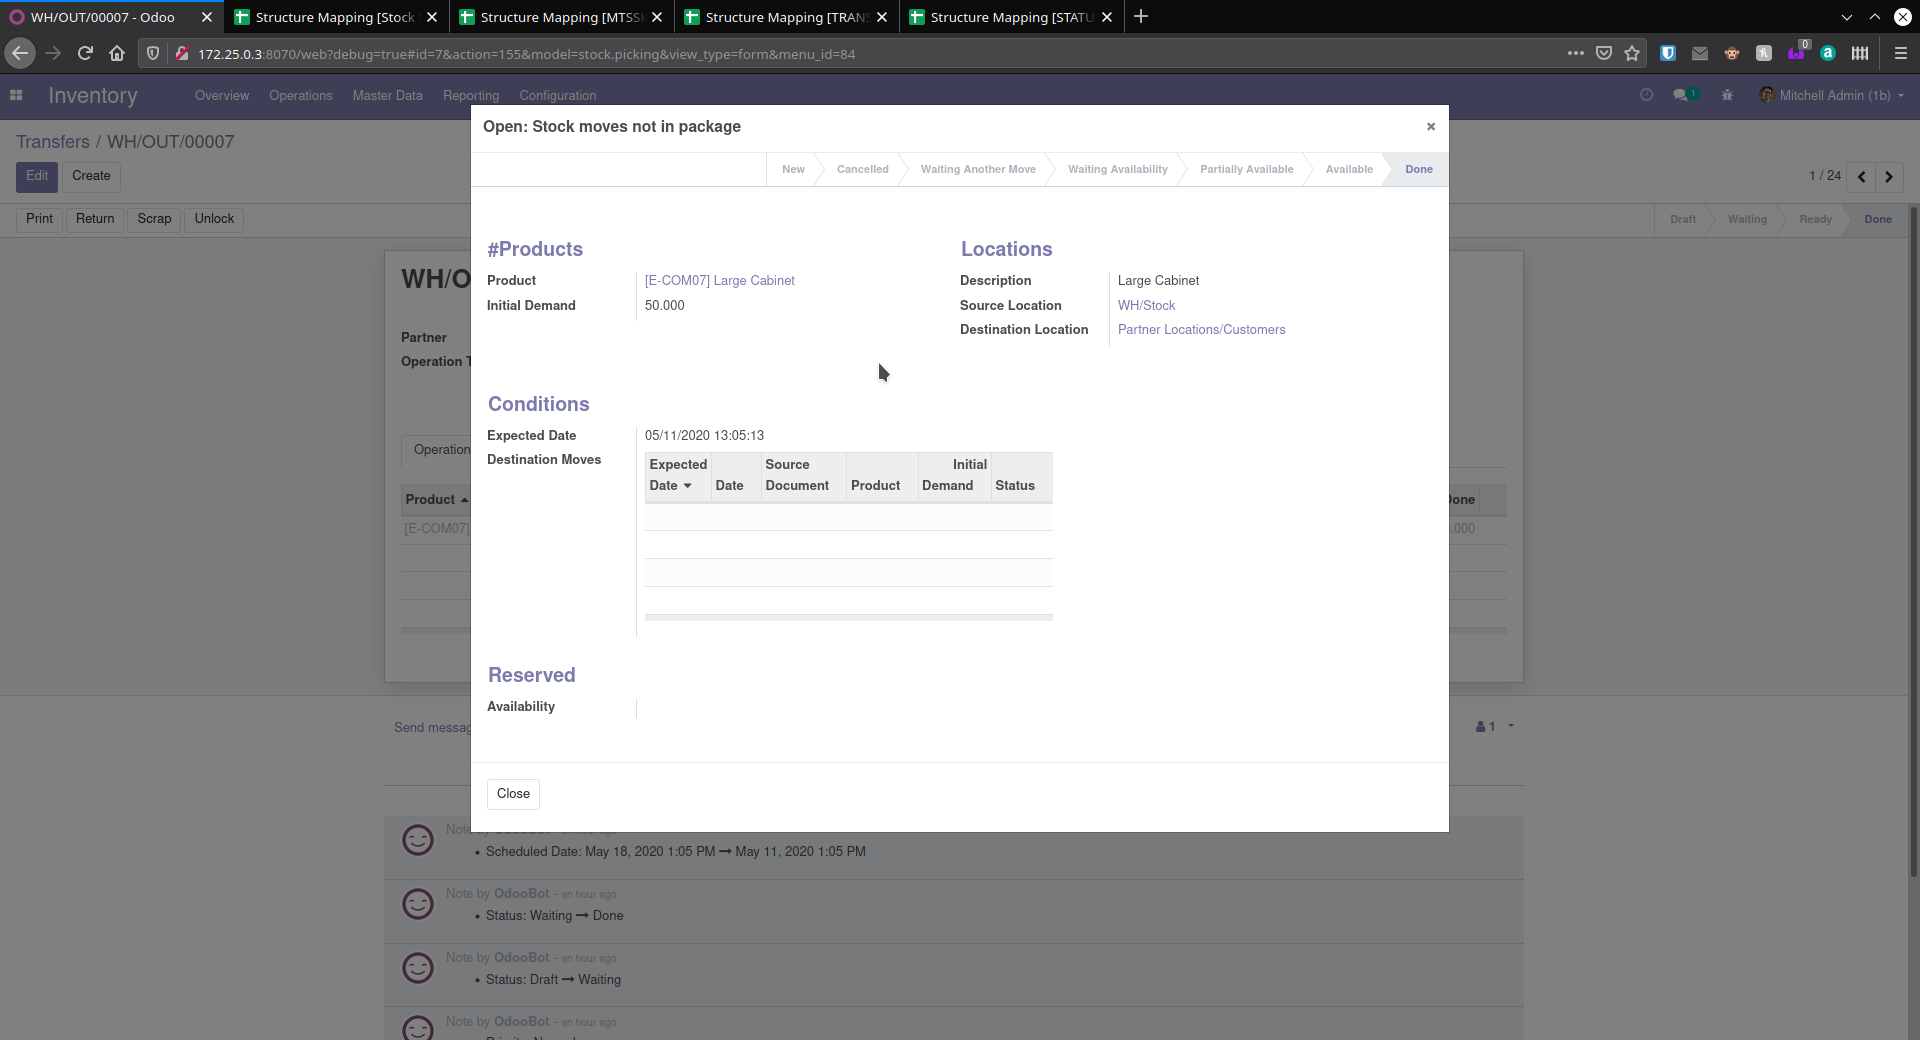 WH/OUT/00007 - Odoo
Structure Mapping [Stock
Structure Mapping [MTSS
Structure Mapping [TRAN
Structure Mapping [STATU
172.25.0.3:8070/web?debug=true#id=7&action=155&model=stock.picking&view_type=form&menu_id=84
0
Inventory
Overview
Operations
Master Data
Reporting
Configuration
1
Mitchell Admin (1b)
Transfers / WH/OUT/00007
Edit
Create
1 / 24
Print
Return
Scrap
Unlock
Draft
Waiting
Ready
Done
Open: Stock moves not in package
×
New
Cancelled
Waiting Another Move
Waiting Availability
Partially Available
Available
Done
WH/O
Partner
Operation T
Operation
Product
Done
[E-COM07]
.000
#Products
Product [E-COM07] Large Cabinet
Initial Demand 50.000
Locations
Description Large Cabinet
Source Location WH/Stock
Destination Location Partner Locations/Customers
Conditions
Expected Date 05/11/2020 13:05:13
Destination Moves
Expected Date
Date
Source Document
Product
Initial Demand
Status
Reserved
Availability
Close
Send messag
1
Note
Scheduled Date: May 18, 2020 1:05 PM → May 11, 2020 1:05 PM
Note by OdooBot - an hour ago
Status: Waiting → Done
Note by OdooBot - an hour ago
Status: Draft → Waiting
Note by OdooBot - an hour ago